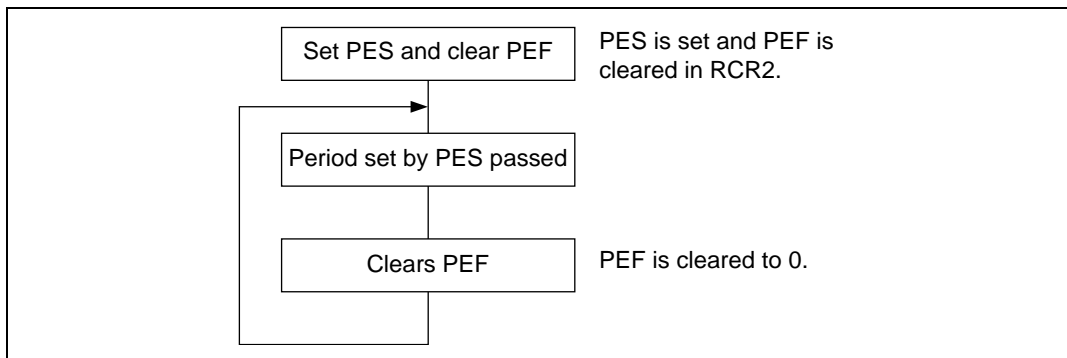 Set PES and clear PEF
PES is set and PEF is
cleared in RCR2.
Period set by PES passed
Clears PEF
PEF is cleared to 0.